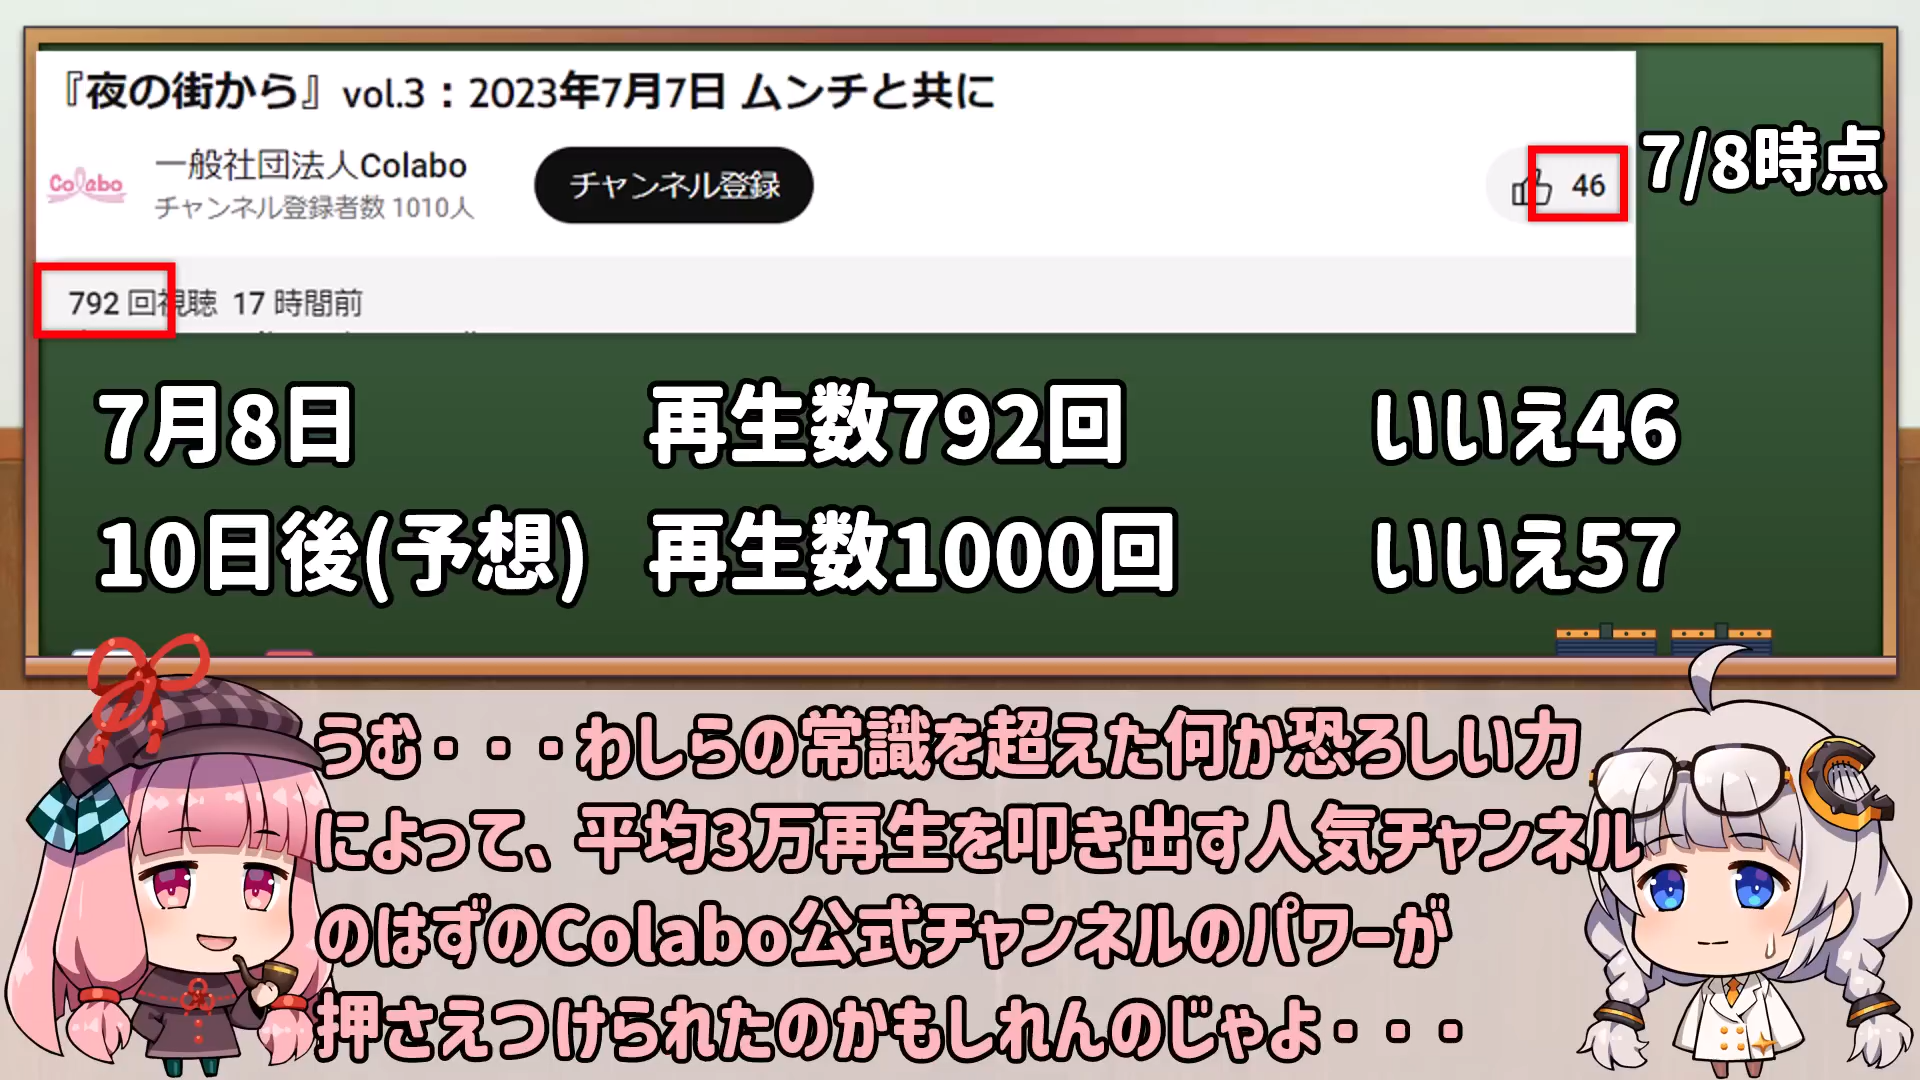 『夜の街から』vol.3：2023年7月7日 ムンチと共に
Colabo
一般社団法人Colabo
チャンネル登録者数 1010人
チャンネル登録
46
7/8時点
792 回視聴 17 時間前
7月8日 再生数792回 いいえ46
10日後(予想) 再生数1000回 いいえ57
うむ・・・わしらの常識を超えた何か恐ろしい力
によって、平均3万再生を叩き出す人気チャンネル
のはずのColabo公式チャンネルのパワーが
押さえつけられたのかもしれんのじゃよ・・・